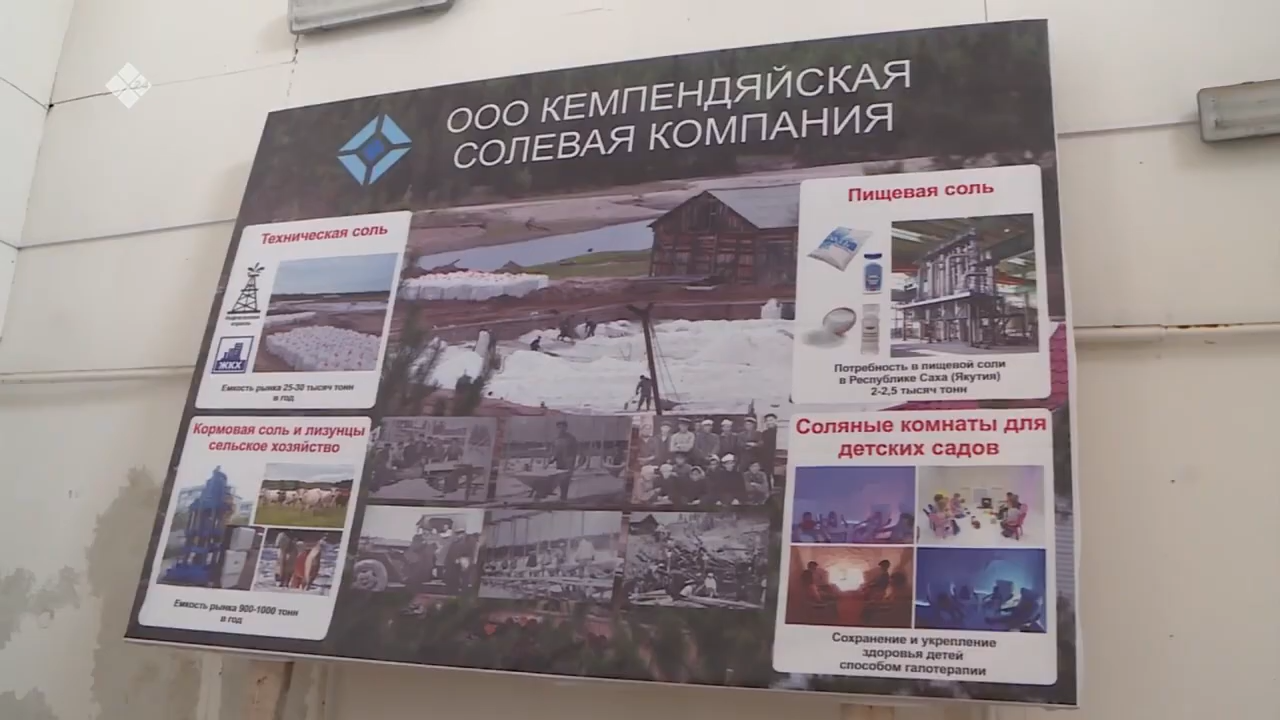 ООО КЕМПЕНДЯЙСКАЯ
СОЛЕВАЯ КОМПАНИЯ
Техническая соль
ЖКХ
Емкость рынка 25-30 тысяч тонн
в год
Кормовая соль и лизунцы
сельское хозяйство
Емкость рынка 900-1000 тонн
в год
Пищевая соль
Потребность в пищевой соли
в Республике Саха (Якутия)
2-2,5 тысяч тонн
Соляные комнаты для
детских садов
Сохранение и укрепление
здоровья детей
способом галотерапии